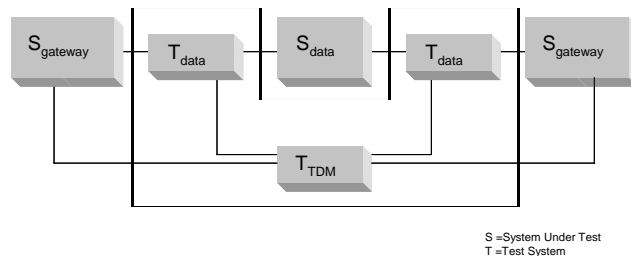 S gateway
T data
S data
T data
S gateway
T TDM
S =System Under Test
T =Test System